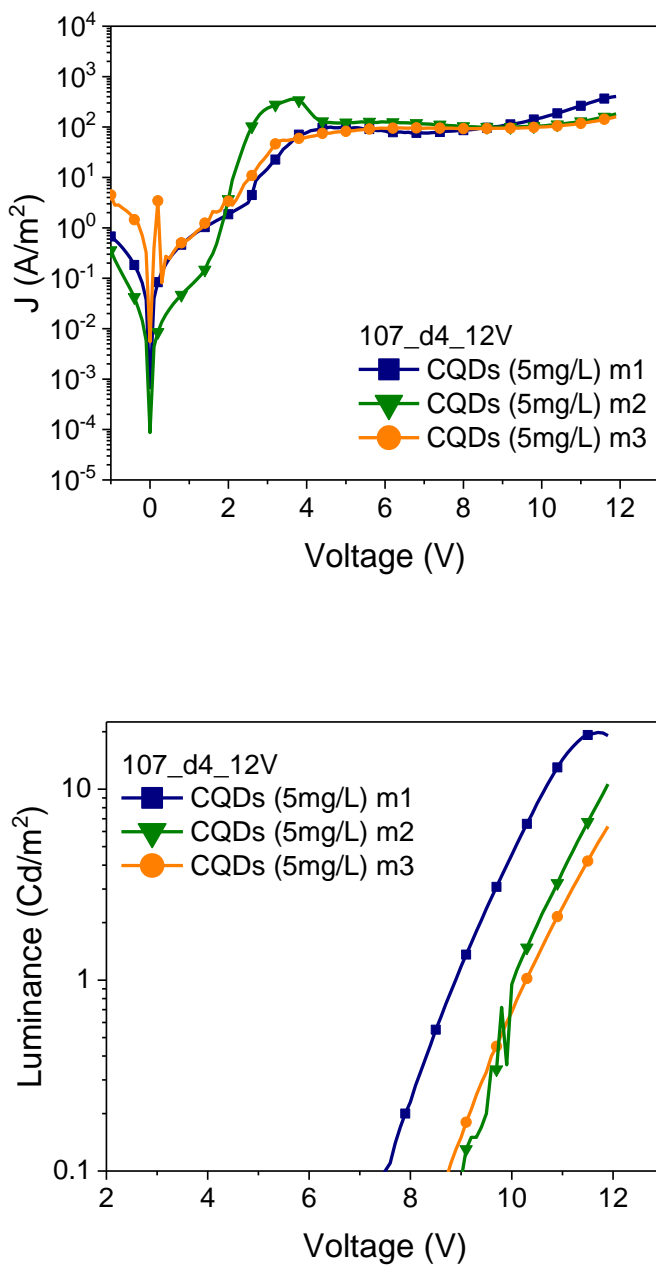 10⁴
10³
10²
10¹
10⁰
10⁻¹
10⁻²
10⁻³
10⁻⁴
10⁻⁵
J (A/m²)
107_d4_12V
CQDs (5mg/L) m1
CQDs (5mg/L) m2
CQDs (5mg/L) m3
0 2 4 6 8 10 12
Voltage (V)
10
1
0.1
Luminance (Cd/m²)
107_d4_12V
CQDs (5mg/L) m1
CQDs (5mg/L) m2
CQDs (5mg/L) m3
2 4 6 8 10 12
Voltage (V)